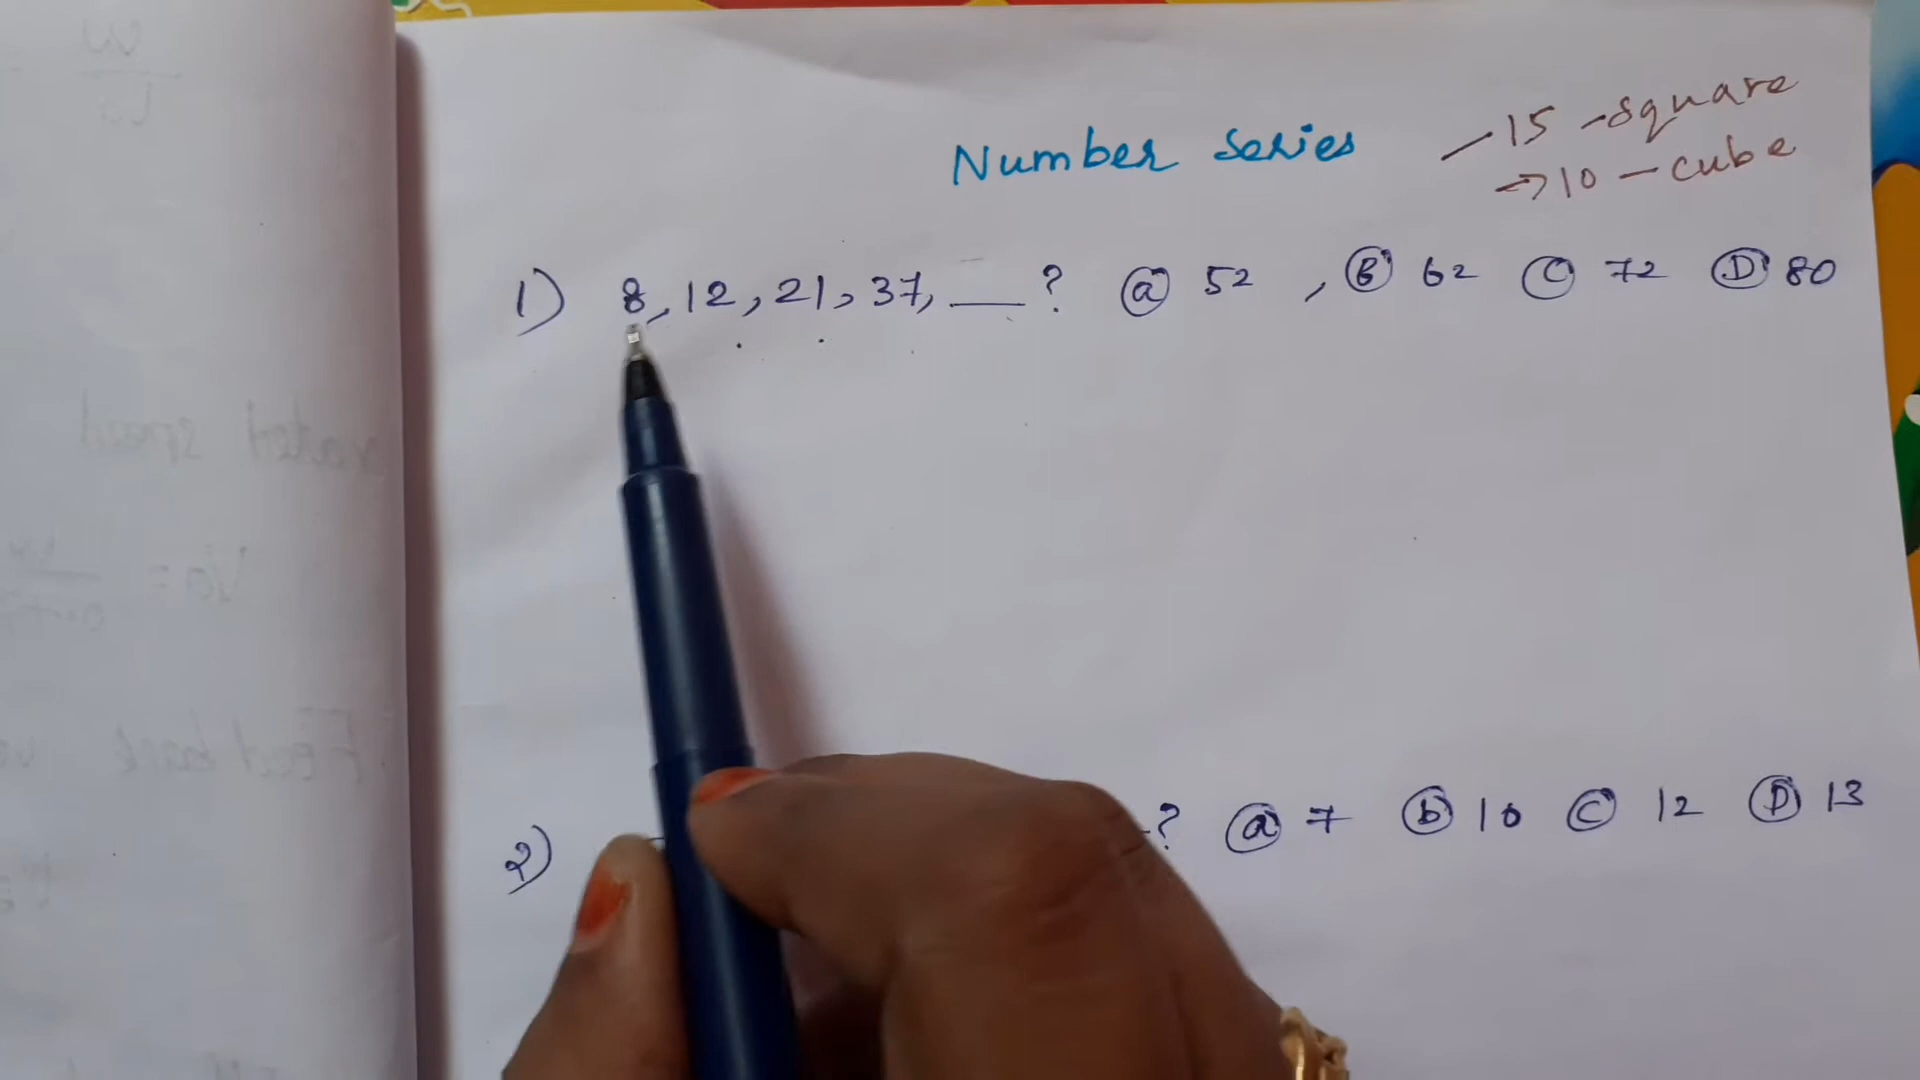 Number series - 15 - square
→ 10 - cube
1) 8, 12, 21, 37, __ ? (a) 52 , (B) 62 (C) 72 (D) 80
2) ? (a) 7 (b) 10 (C) 12 (D) 13